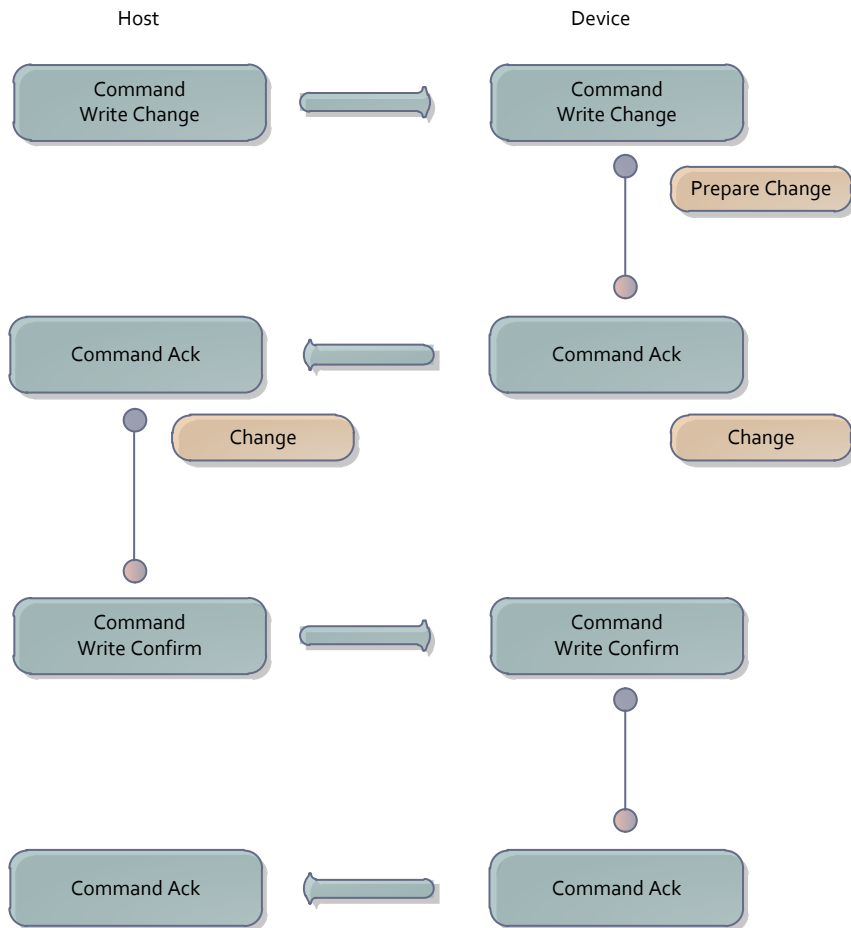 Host
Device
Command
Write Change
Command
Write Change
Prepare Change
Command Ack
Command Ack
Change
Change
Command
Write Confirm
Command
Write Confirm
Command Ack
Command Ack